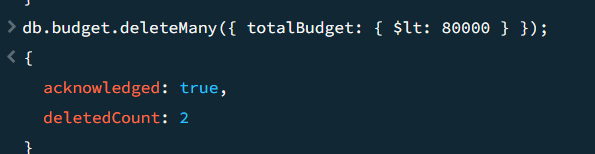 }
> db.budget.deleteMany({ totalBudget: { $lt: 80000 } });
< {
acknowledged: true,
deletedCount: 2
}